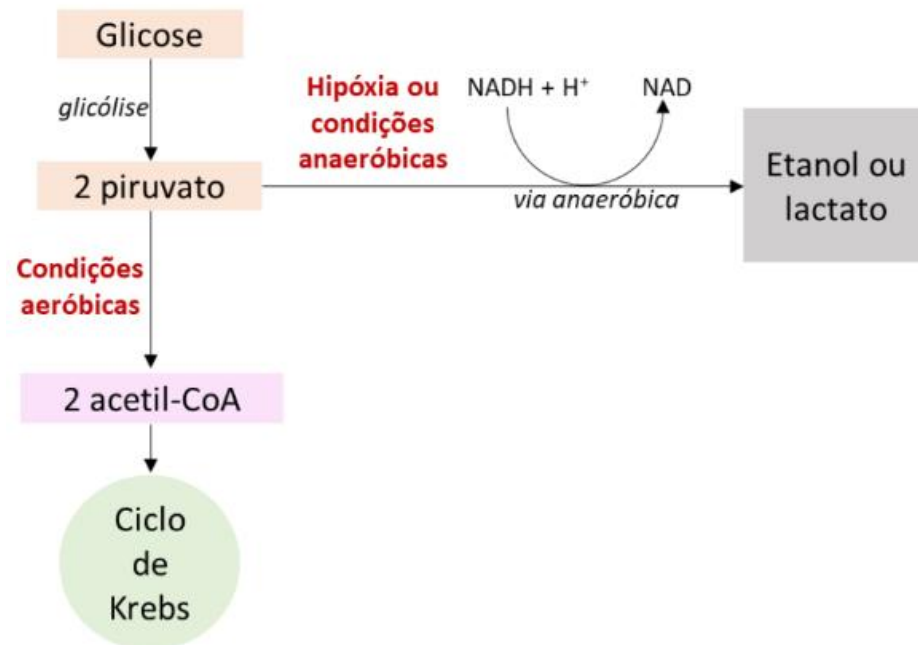 Glicose
glicólise
2 piruvato
Hipóxia ou
condições
anaeróbicas
NADH + H⁺
NAD
via anaeróbica
Etanol ou
lactato
Condições
aeróbicas
2 acetil-CoA
Ciclo
de
Krebs